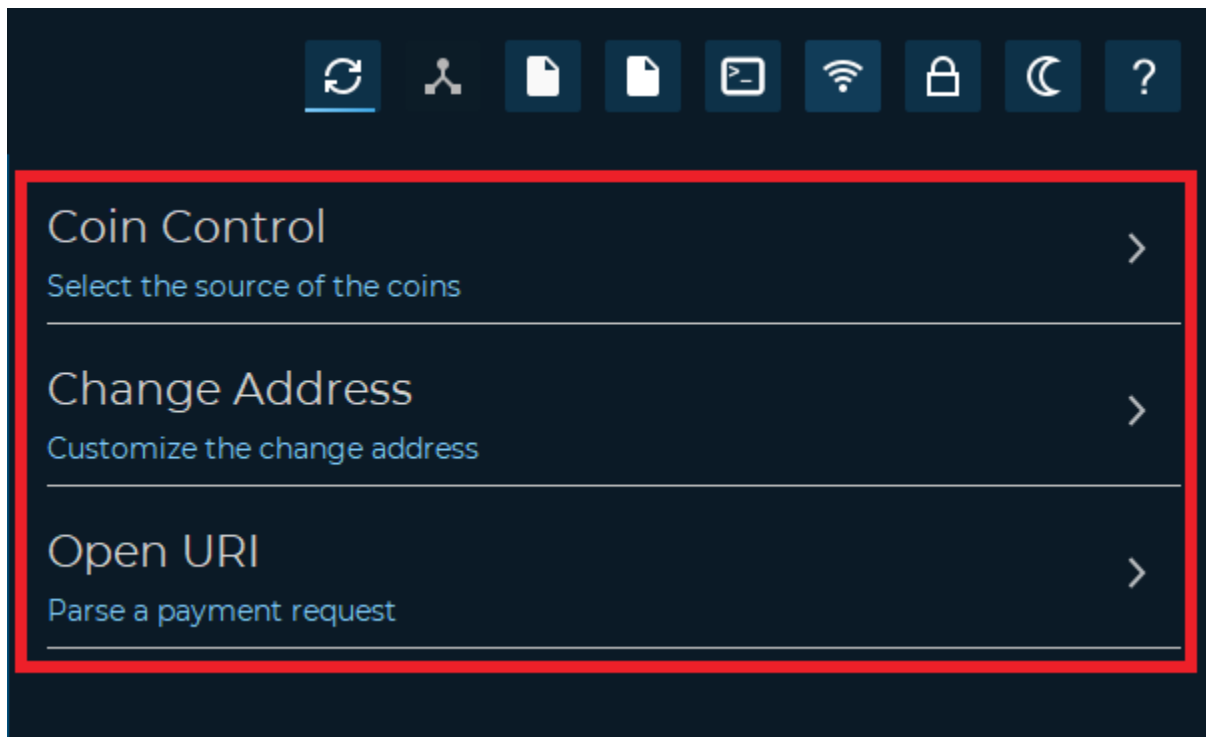 Coin Control
Select the source of the coins
Change Address
Customize the change address
Open URI
Parse a payment request